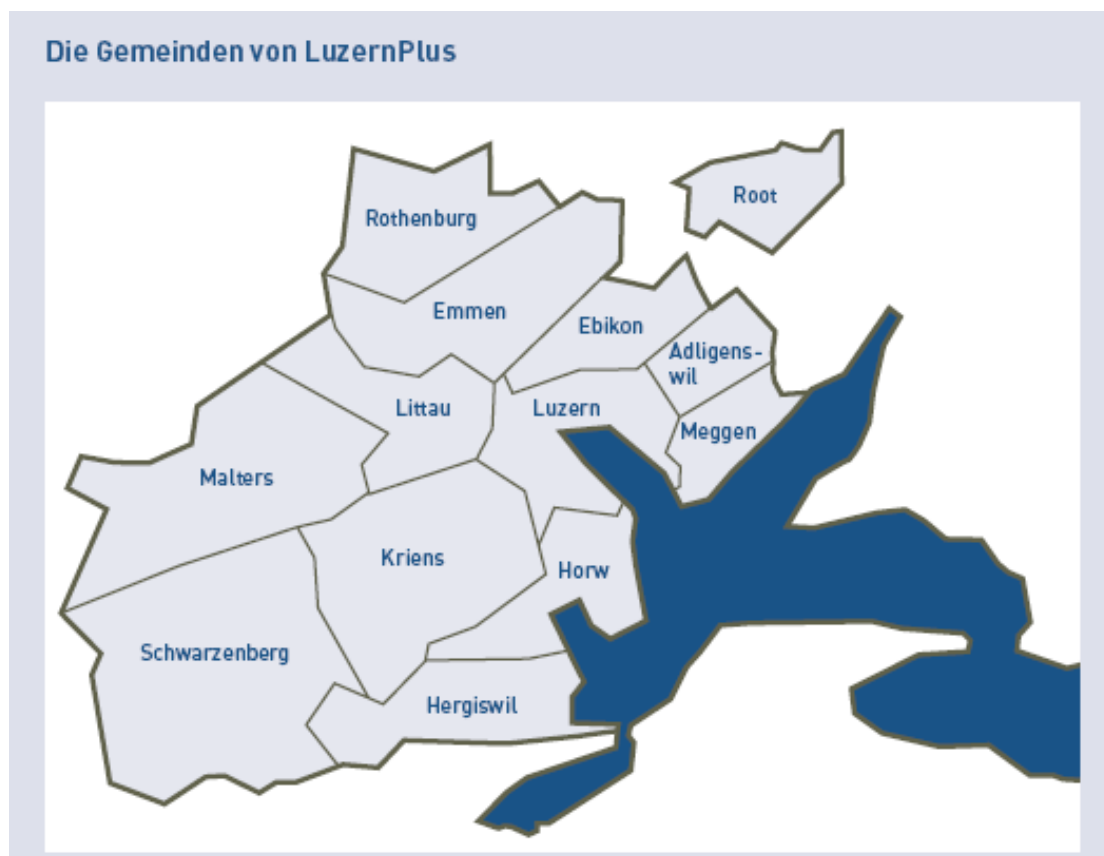 Die Gemeinden von LuzernPlus
Root
Rothenburg
Emmen
Ebikon
Adligens-
wil
Littau
Luzern
Meggen
Malters
Kriens
Horw
Schwarzenberg
Hergiswil